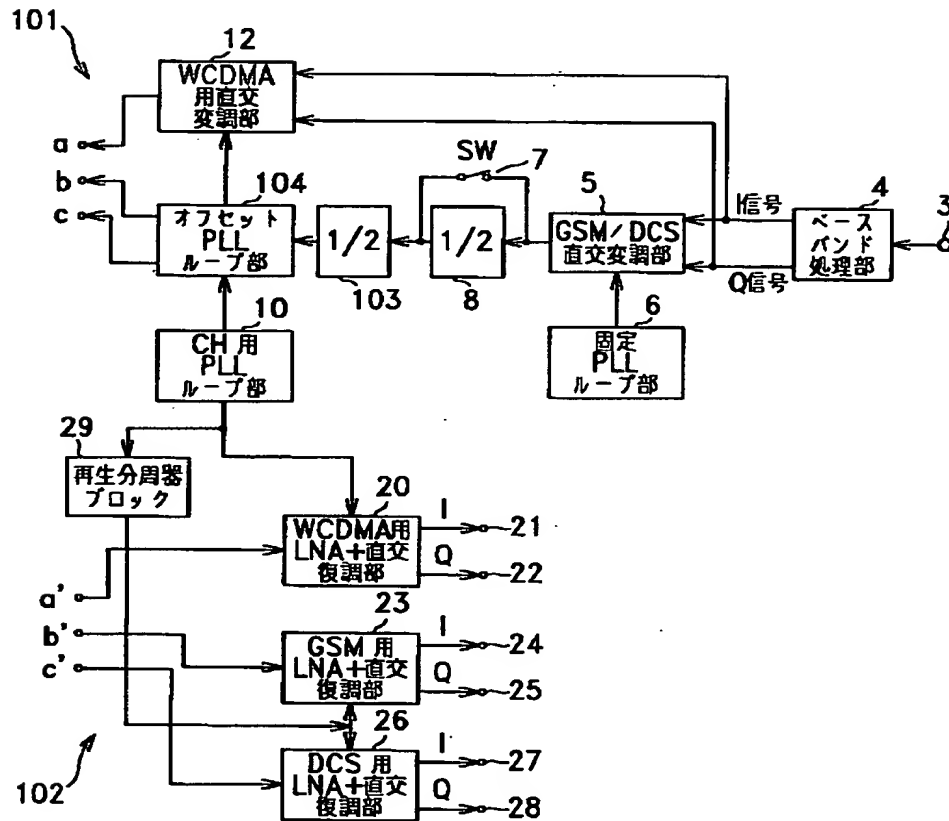 101
12
WCDMA
用直交
変調部
a
b
c
104
オフセット
PLL
ループ部
1/2
103
SW
7
1/2
8
5
GSM/DCS
直交変調部
I信号
Q信号
4
ベース
バンド
処理部
3
6
固定
PLL
ループ部
10
CH用
PLL
ループ部
29
再生分周器
ブロック
20
WCDMA用
LNA+直交
復調部
I
21
Q
22
a'
b'
c'
23
GSM用
LNA+直交
復調部
I
24
Q
25
26
DCS用
LNA+直交
復調部
I
27
Q
28
102